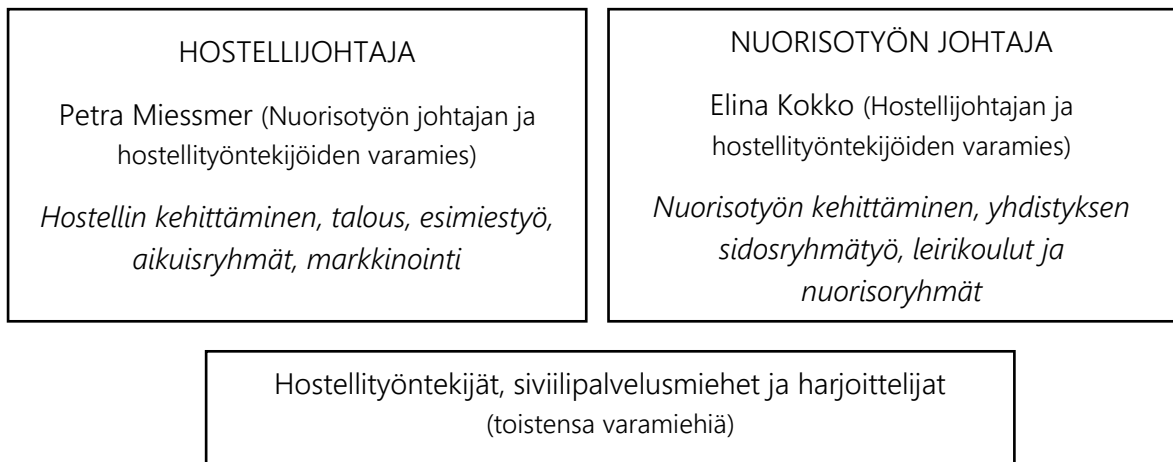 HOSTELLIJOHTAJA
Petra Miessmer (Nuorisotyön johtajan ja
hostellityöntekijöiden varamies)
Hostellin kehittäminen, talous, esimiestyö,
aikuisryhmät, markkinointi
NUORISOTYÖN JOHTAJA
Elina Kokko (Hostellijohtajan ja
hostellityöntekijöiden varamies)
Nuorisotyön kehittäminen, yhdistyksen
sidosryhmätyö, leirikoulut ja
nuorisoryhmät
Hostellityöntekijät, siviilipalvelusmiehet ja harjoittelijat
(toistensa varamiehiä)